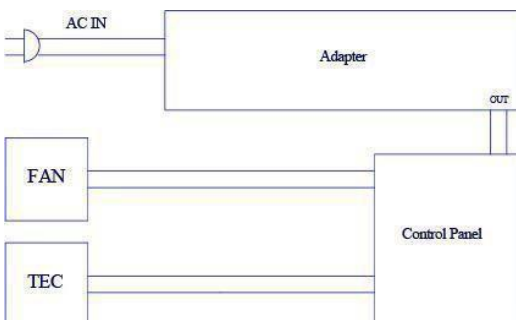 AC IN
Adapter
OUT
FAN
Control Panel
TEC